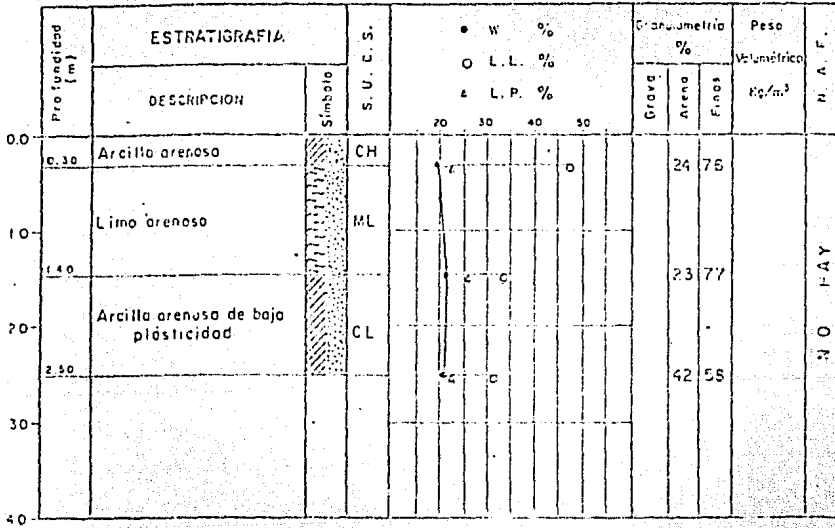 Profundidad (m)
ESTRATIGRAFIA
DESCRIPCION
Símbolo
S. U. C. S.
• W %
O L. L. %
▲ L. P. %
20 30 40 50
Granulometría %
Grava
Arena
Finos
Peso Volumétrico Kg/m³
N. A. F.
0.0
0.30
Arcilla arenosa
CH
24 76
1.0
Limo arenoso
ML
1.40
23 77
Arcilla arenosa de baja plásticidad
CL
2.0
2.50
42 58
3.0
4.0
NO HAY